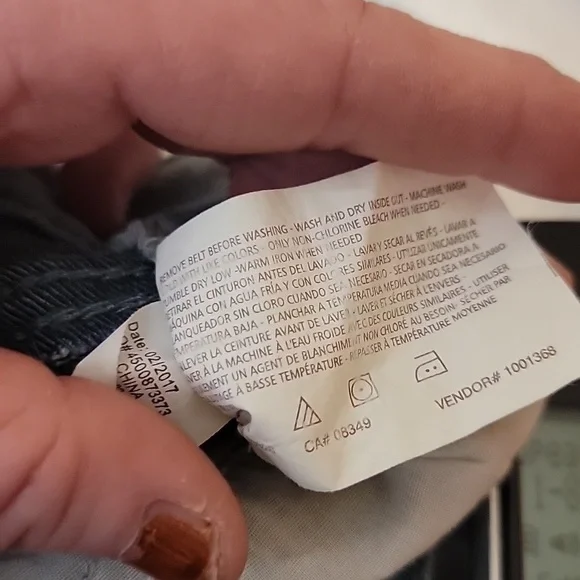 REMOVE BELT BEFORE WASHING - WASH AND DRY INSIDE OUT - MACHINE WASH
COLD WITH LIKE COLORS - ONLY NON-CHLORINE BLEACH WHEN NEEDED -
TUMBLE DRY LOW - WARM IRON WHEN NEEDED
RETIRAR EL CINTURON ANTES DEL LAVADO - LAVAR Y SECAR AL REVÉS - LAVAR A
MÁQUINA CON AGUA FRÍA Y CON COLORES SIMILARES - UTILIZAR ÚNICAMENTE
BLANQUEADOR SIN CLORO CUANDO SEA NECESARIO - SECAR EN SECADORA A
TEMPERATURA BAJA - PLANCHAR A TEMPERATURA MEDIA CUANDO SEA NECESARIO
ENLEVER LA CEINTURE AVANT DE LAVER - LAVER ET SÉCHER À L'ENVERS -
LAVER À LA MACHINE À L'EAU FROIDE AVEC DES COULEURS SIMILAIRES - UTILISER
AGENT DE BLANCHIMENT NON CHLORÉ AU BESOIN - SÉCHER PAR
À BASSE TEMPÉRATURE - REPASSER À TEMPÉRATURE MOYENNE
CA# 08349
VENDOR# 1001368
Date: 02/2017
O# 4500873373
CHINA